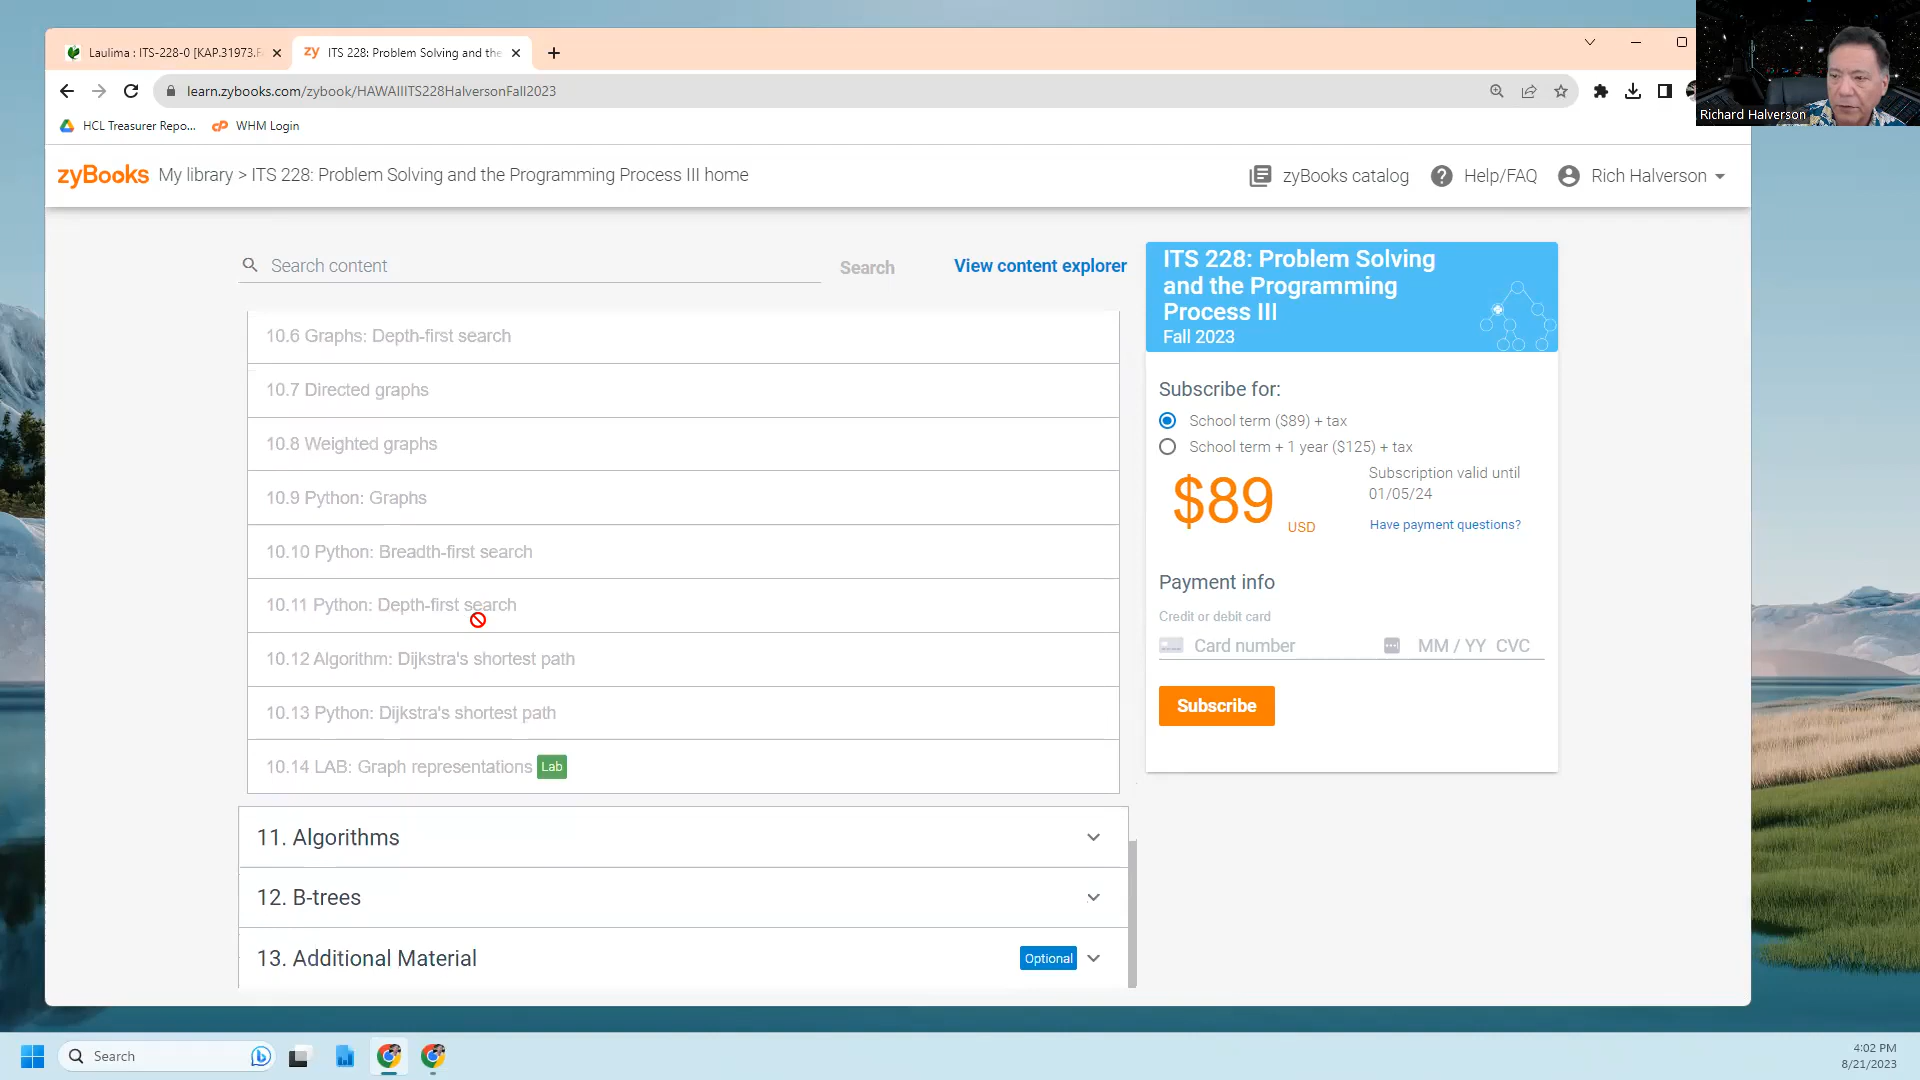 Laulima : ITS-228-0 [KAP.31973.F
zy ITS 228: Problem Solving and the
learn.zybooks.com/zybook/HAWAIIITS228HalversonFall2023
HCL Treasurer Repo...
WHM Login
Richard Halverson
zyBooks My library > ITS 228: Problem Solving and the Programming Process III home
zyBooks catalog
Help/FAQ
Rich Halverson
Search content
Search
View content explorer
10.6 Graphs: Depth-first search
10.7 Directed graphs
10.8 Weighted graphs
10.9 Python: Graphs
10.10 Python: Breadth-first search
10.11 Python: Depth-first search
10.12 Algorithm: Dijkstra's shortest path
10.13 Python: Dijkstra's shortest path
10.14 LAB: Graph representations Lab
11. Algorithms
12. B-trees
13. Additional Material
Optional
ITS 228: Problem Solving
and the Programming
Process III
Fall 2023
Subscribe for:
School term ($89) + tax
School term + 1 year ($125) + tax
$89 USD
Subscription valid until
01/05/24
Have payment questions?
Payment info
Credit or debit card
Card number
MM / YY CVC
Subscribe
Search
4:02 PM
8/21/2023